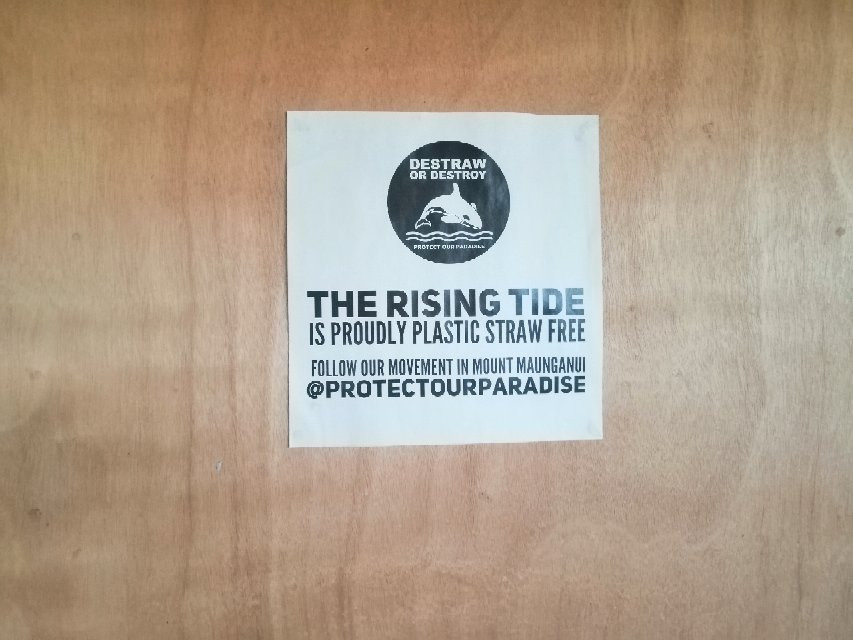 DESTRAW
OR DESTROY
PROTECT OUR PARADISE
THE RISING TIDE
IS PROUDLY PLASTIC STRAW FREE
FOLLOW OUR MOVEMENT IN MOUNT MAUNGANUI
@PROTECTOURPARADISE